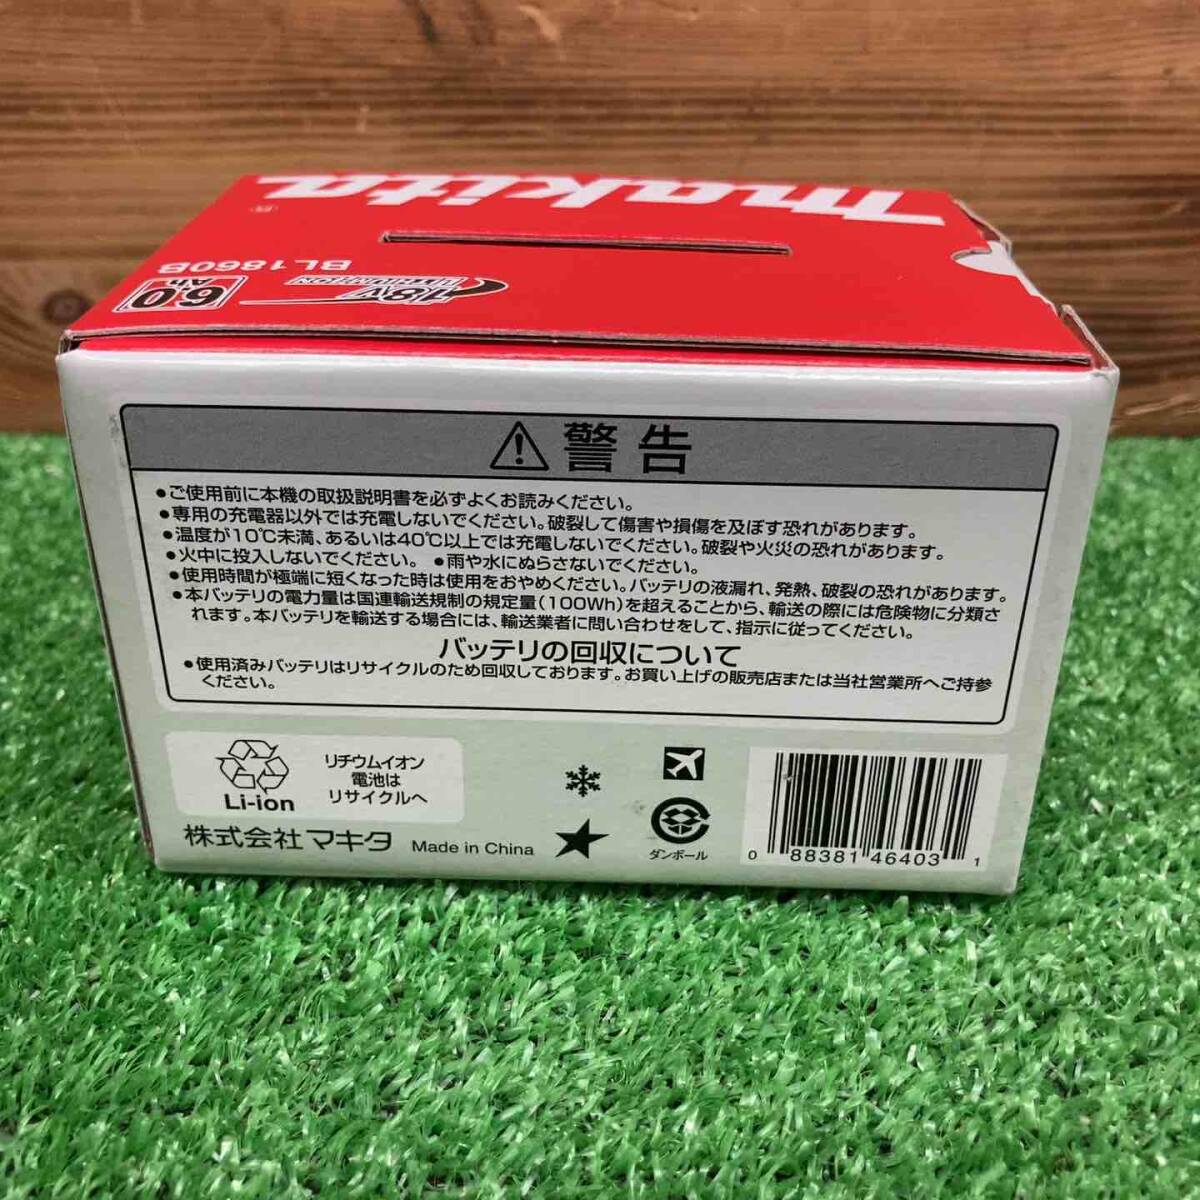 makita
BL1860B
18V
LITHIUM-ION
6.0
Ah
警告
●ご使用前に本機の取扱説明書を必ずよくお読みください。
●専用の充電器以外では充電しないでください。破裂して傷害や損傷を及ぼす恐れがあります。
●温度が10℃未満、あるいは40℃以上では充電しないでください。破裂や火災の恐れがあります。
●火中に投入しないでください。 ●雨や水にぬらさないでください。
●使用時間が極端に短くなった時は使用をおやめください。バッテリの液漏れ、発熱、破裂の恐れがあります。
●本バッテリの電力量は国連輸送規制の規定量(100Wh)を超えることから、輸送の際には危険物に分類さ
れます。本バッテリを輸送する場合には、輸送業者に問い合わせをして、指示に従ってください。
バッテリの回収について
●使用済みバッテリはリサイクルのため回収しております。お買い上げの販売店または当社営業所へご持参
ください。
Li-ion
リチウムイオン
電池は
リサイクルへ
株式会社マキタ Made in China
ダンボール
0 88381 46403 1